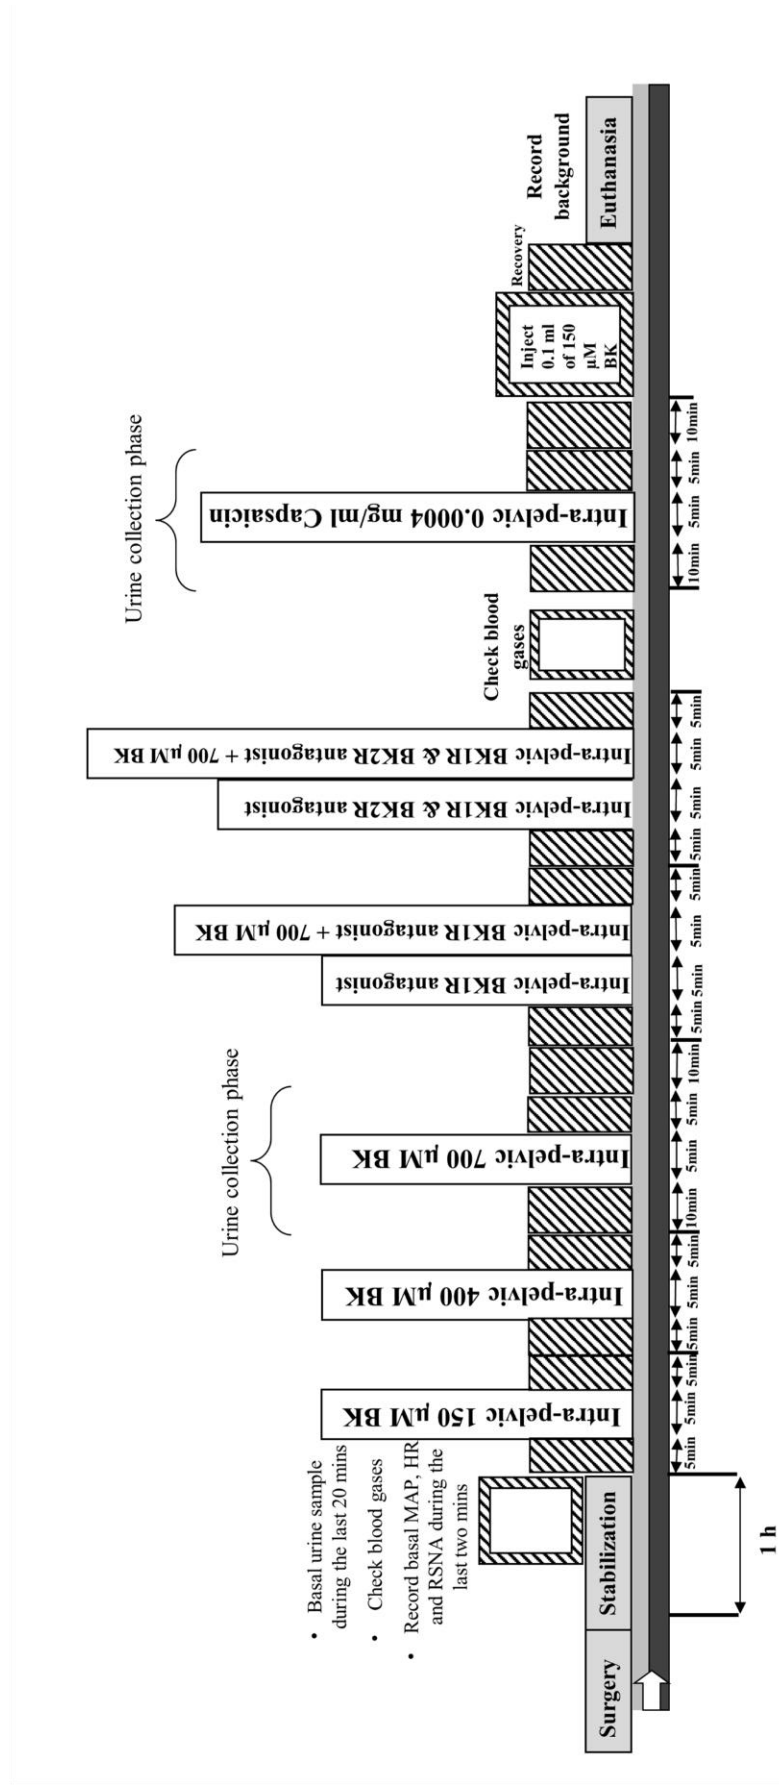 Surgery
Stabilization
1 h
• Basal urine sample
during the last 20 mins
• Check blood gases
• Record basal MAP, HR
and RSNA during the
last two mins
Intra-pelvic 150 µM BK
Intra-pelvic 400 µM BK
Urine collection phase
Intra-pelvic 700 µM BK
Intra-pelvic BK1R antagonist
Intra-pelvic BK1R antagonist + 700 µM BK
Intra-pelvic BK1R & BK2R antagonist
Intra-pelvic BK1R & BK2R antagonist + 700 µM BK
Check blood
gases
Urine collection phase
Intra-pelvic 0.0004 mg/ml Capsaicin
Inject
0.1 ml
of 150
µM
BK
Recovery
Record
background
Euthanasia
5min 5min 5min 5min 5min 5min 10min 5min 5min 10min 5min 5min 5min 5min 5min 5min 5min 5min 10min 5min 5min 10min